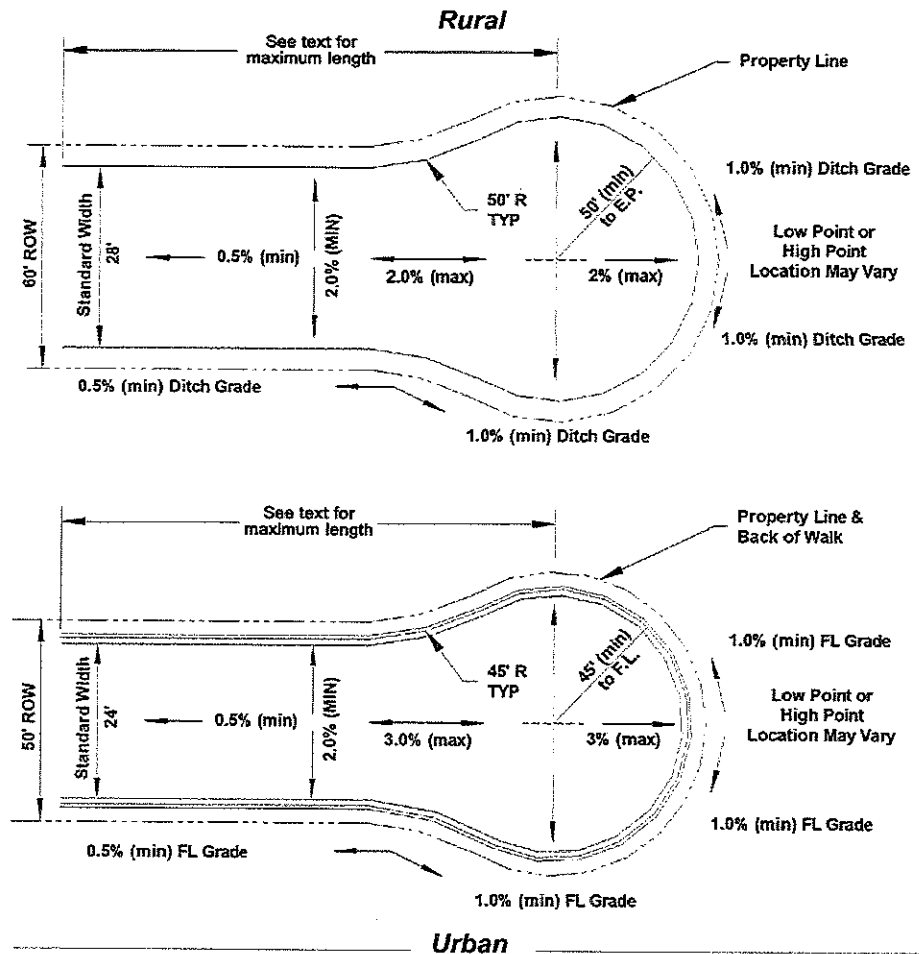 Rural
See text for
maximum length
Property Line
1.0% (min) Ditch Grade
60' ROW
Standard Width
28'
0.5% (min)
2.0% (MIN)
50' R
TYP
2.0% (max)
50' (min)
to E.P.
2% (max)
Low Point or
High Point
Location May Vary
1.0% (min) Ditch Grade
0.5% (min) Ditch Grade
1.0% (min) Ditch Grade
See text for
maximum length
Property Line &
Back of Walk
1.0% (min) FL Grade
50' ROW
Standard Width
24'
0.5% (min)
2.0% (MIN)
45' R
TYP
3.0% (max)
45' (min)
to F.L.
3% (max)
Low Point or
High Point
Location May Vary
1.0% (min) FL Grade
0.5% (min) FL Grade
1.0% (min) FL Grade
Urban